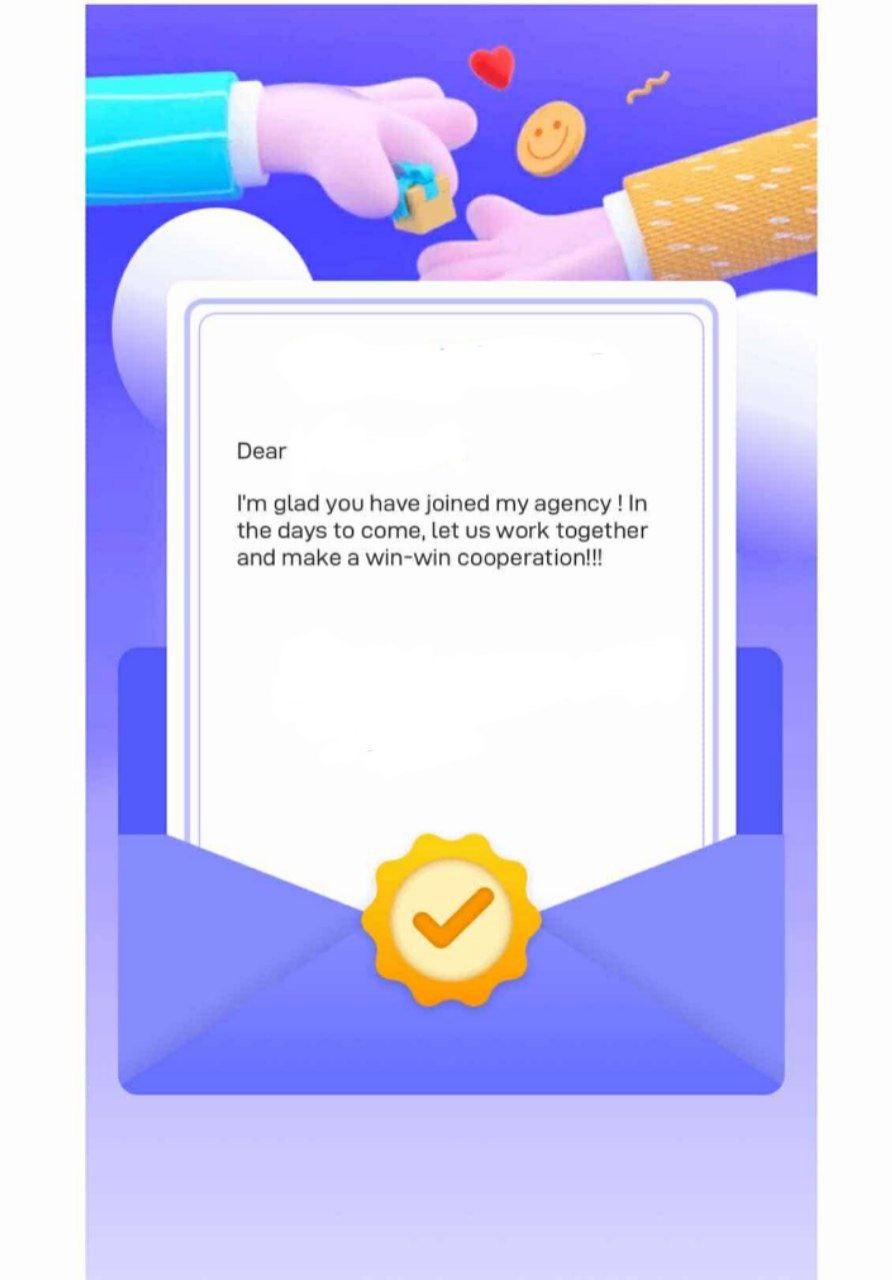 Dear
I'm glad you have joined my agency ! In
the days to come, let us work together
and make a win-win cooperation!!!